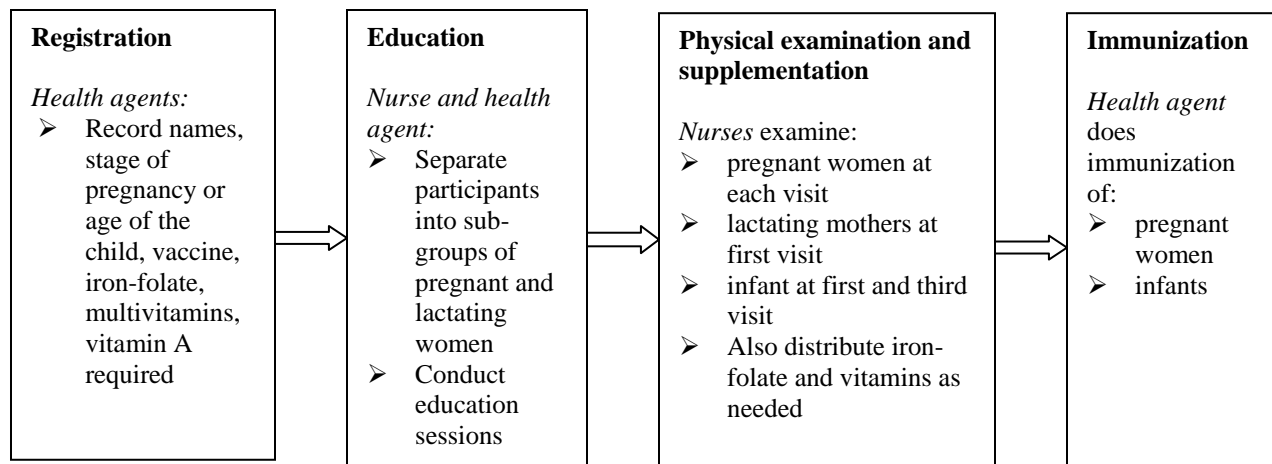 Registration
Health agents:
➢ Record names,
stage of
pregnancy or
age of the
child, vaccine,
iron-folate,
multivitamins,
vitamin A
required
Education
Nurse and health
agent:
➢ Separate
participants
into sub-
groups of
pregnant and
lactating
women
➢ Conduct
education
sessions
Physical examination and
supplementation
Nurses examine:
➢ pregnant women at
each visit
➢ lactating mothers at
first visit
➢ infant at first and third
visit
➢ Also distribute iron-
folate and vitamins as
needed
Immunization
Health agent
does
immunization
of:
➢ pregnant
women
➢ infants